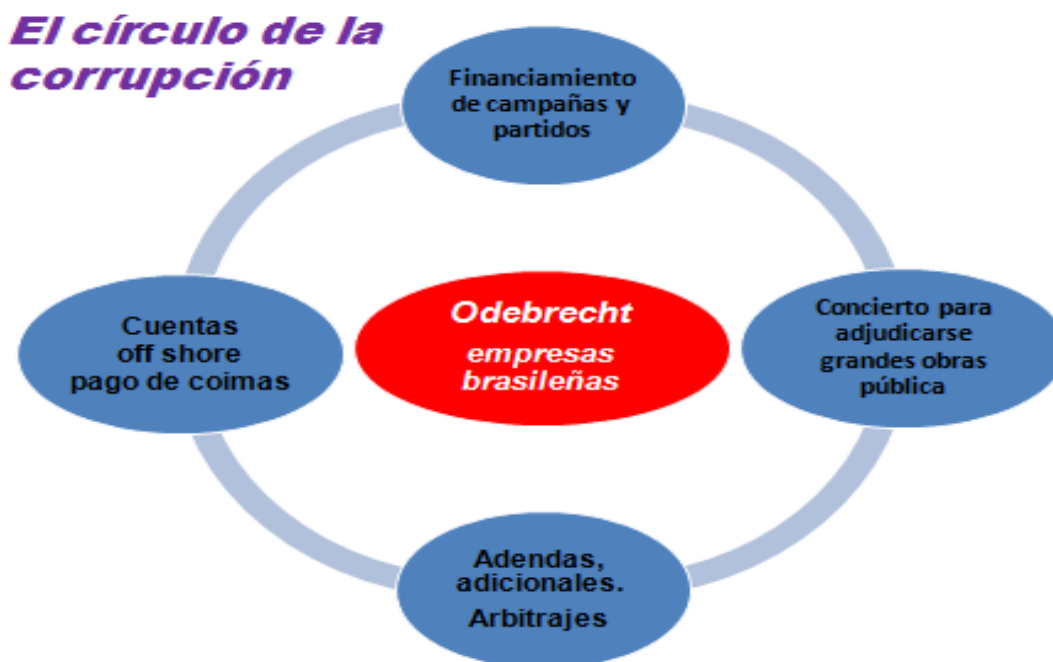 El círculo de la
corrupción
Financiamiento
de campañas y
partidos
Cuentas
off shore
pago de coimas
Odebrecht
empresas
brasileñas
Concierto para
adjudicarse
grandes obras
pública
Adendas,
adicionales.
Arbitrajes